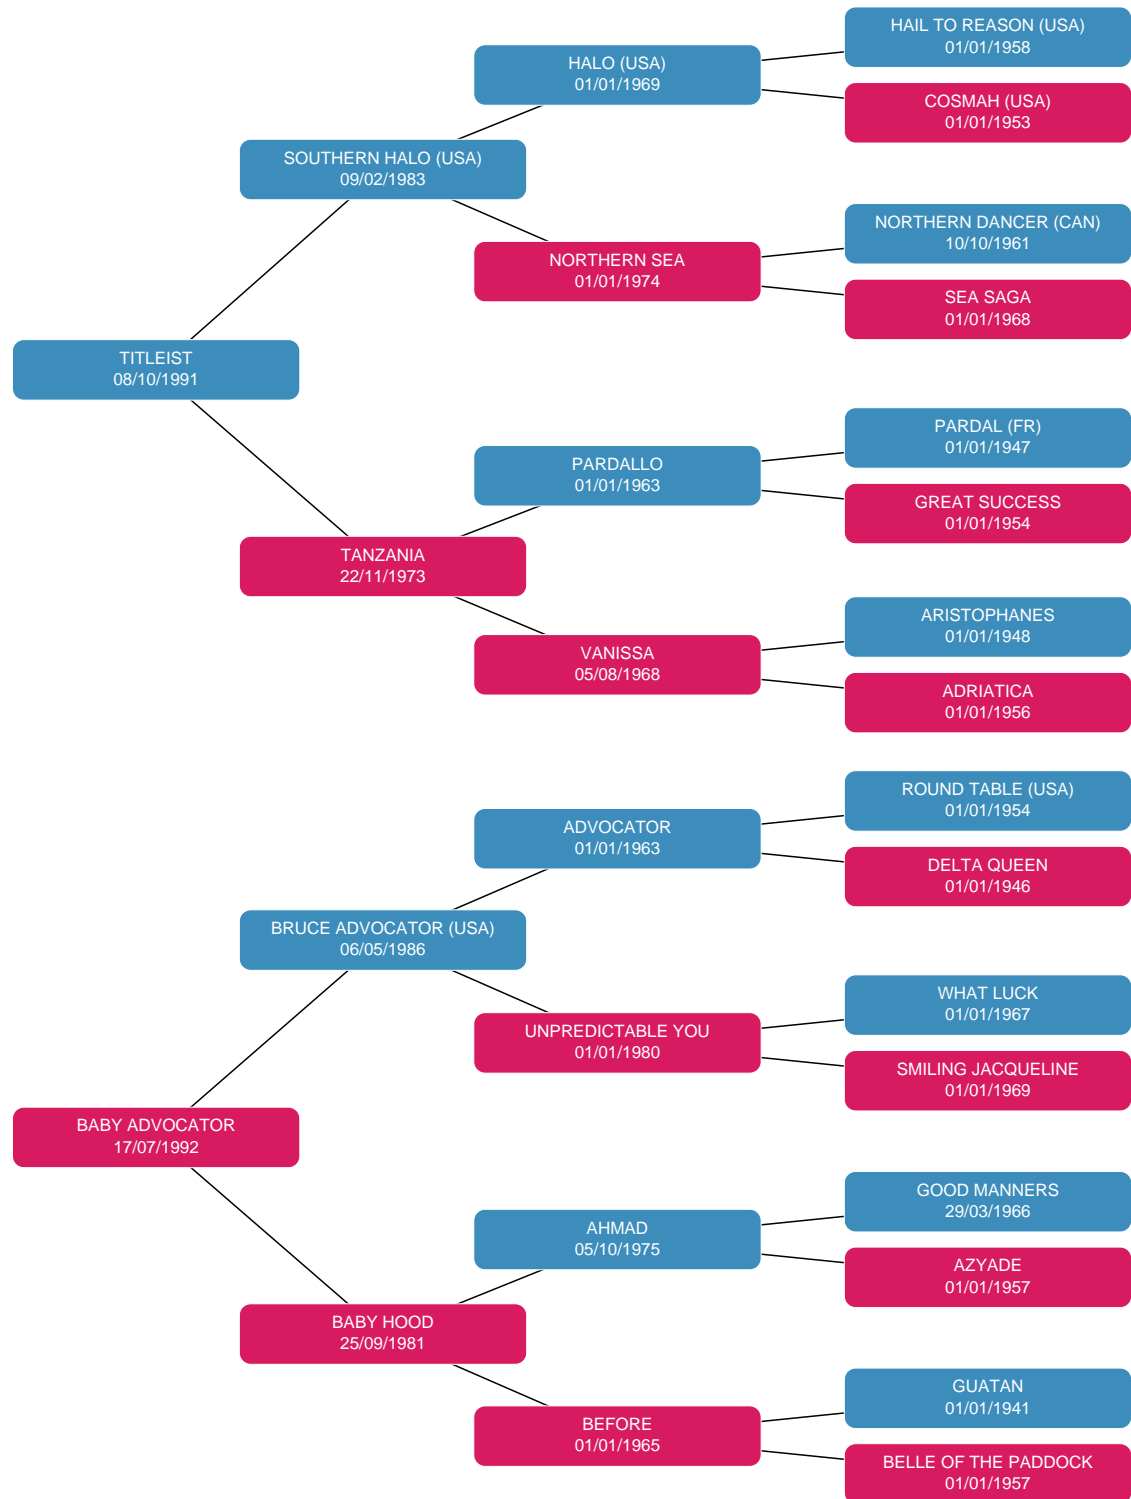 HAIL TO REASON (USA)
01/01/1958
HALO (USA)
01/01/1969
COSMAH (USA)
01/01/1953
SOUTHERN HALO (USA)
09/02/1983
NORTHERN DANCER (CAN)
10/10/1961
NORTHERN SEA
01/01/1974
SEA SAGA
01/01/1968
TITLEIST
08/10/1991
PARDAL (FR)
01/01/1947
PARDALLO
01/01/1963
GREAT SUCCESS
01/01/1954
TANZANIA
22/11/1973
ARISTOPHANES
01/01/1948
VANISSA
05/08/1968
ADRIATICA
01/01/1956
ROUND TABLE (USA)
01/01/1954
ADVOCATOR
01/01/1963
DELTA QUEEN
01/01/1946
BRUCE ADVOCATOR (USA)
06/05/1986
WHAT LUCK
01/01/1967
UNPREDICTABLE YOU
01/01/1980
SMILING JACQUELINE
01/01/1969
BABY ADVOCATOR
17/07/1992
GOOD MANNERS
29/03/1966
AHMAD
05/10/1975
AZYADE
01/01/1957
BABY HOOD
25/09/1981
GUATAN
01/01/1941
BEFORE
01/01/1965
BELLE OF THE PADDOCK
01/01/1957